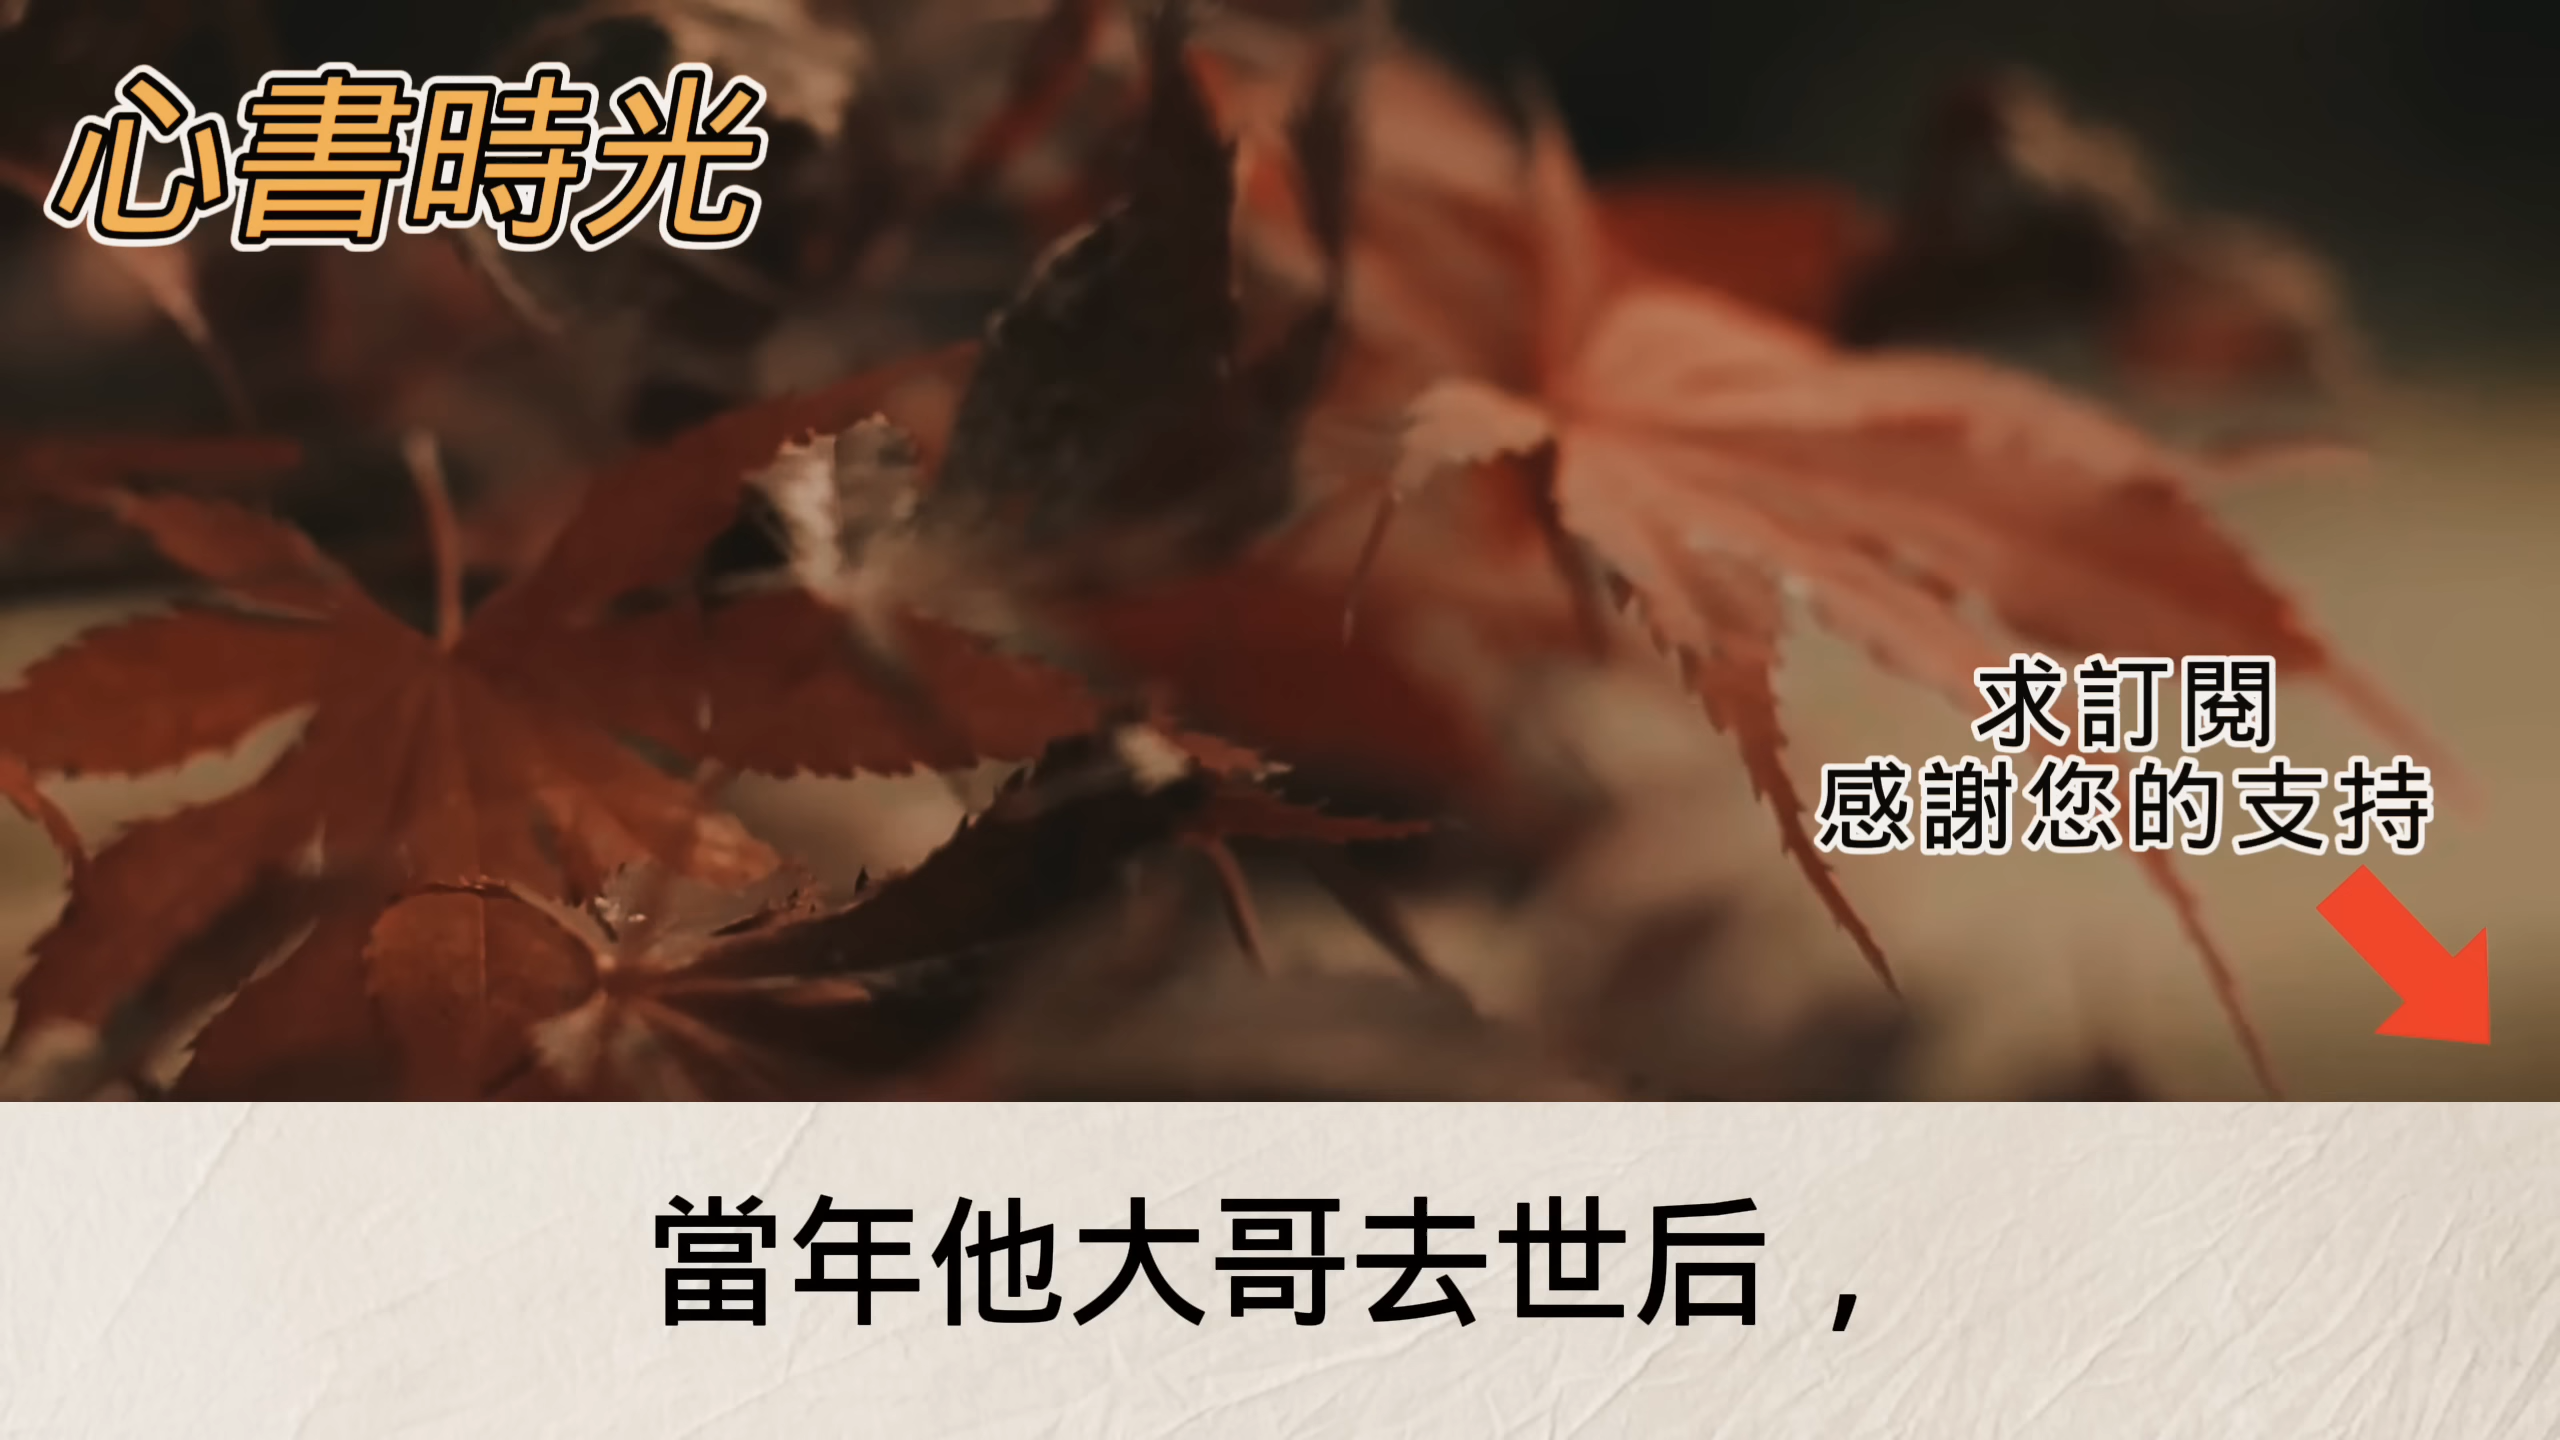 心書時光
求訂閱
感謝您的支持
當年他大哥去世后，